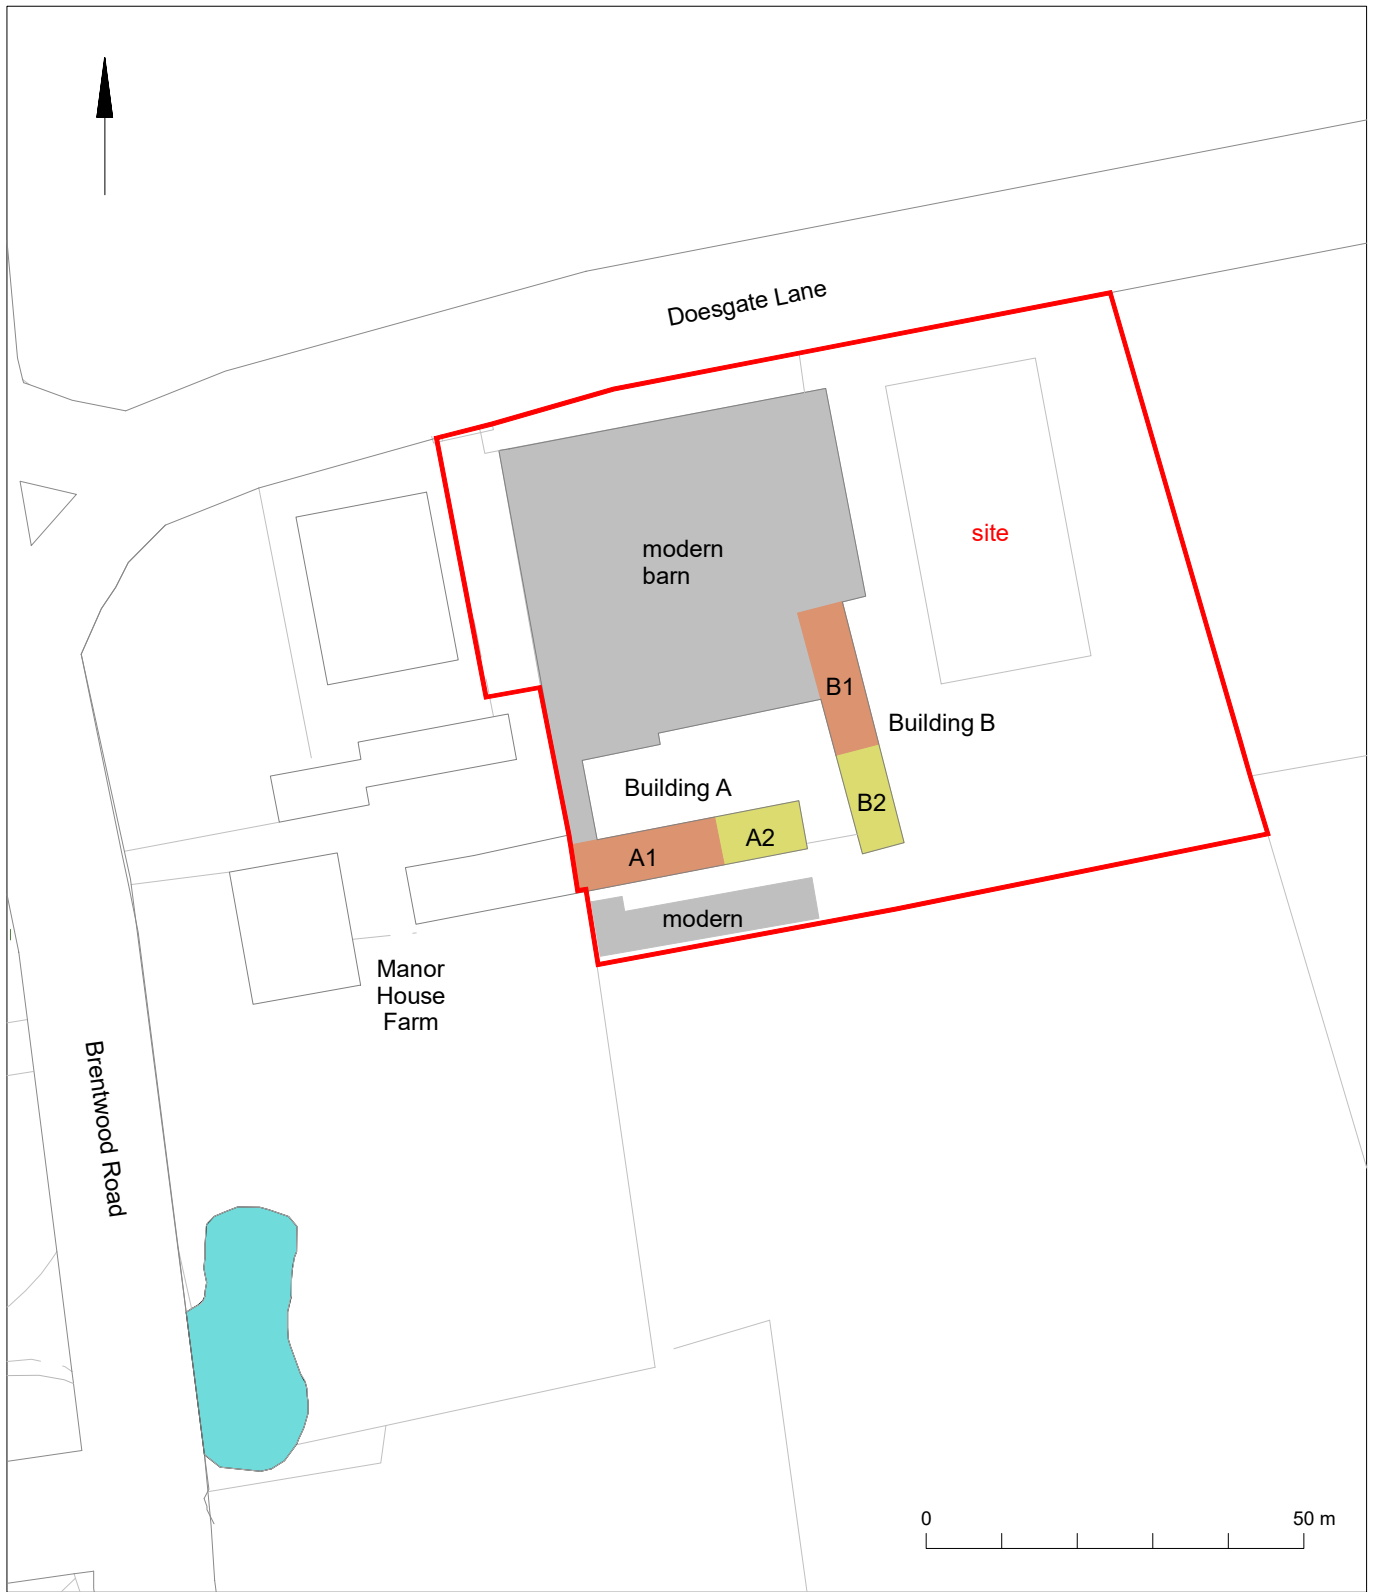 Doesgate Lane
site
modern
barn
B1
Building B
Building A
B2
A2
A1
modern
Manor
House
Farm
Brentwood Road
0
50 m